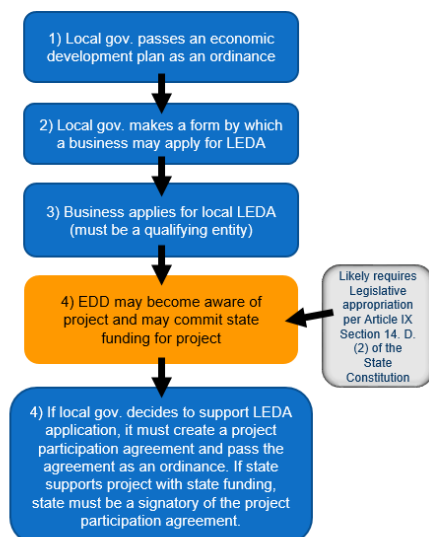 1) Local gov. passes an economic
development plan as an ordinance
2) Local gov. makes a form by which
a business may apply for LEDA
3) Business applies for local LEDA
(must be a qualifying entity)
4) EDD may become aware of
project and may commit state
funding for project
Likely requires
Legislative
appropriation
per Article IX
Section 14. D.
(2) of the
State
Constitution
4) If local gov. decides to support LEDA
application, it must create a project
participation agreement and pass the
agreement as an ordinance. If state
supports project with state funding,
state must be a signatory of the project
participation agreement.